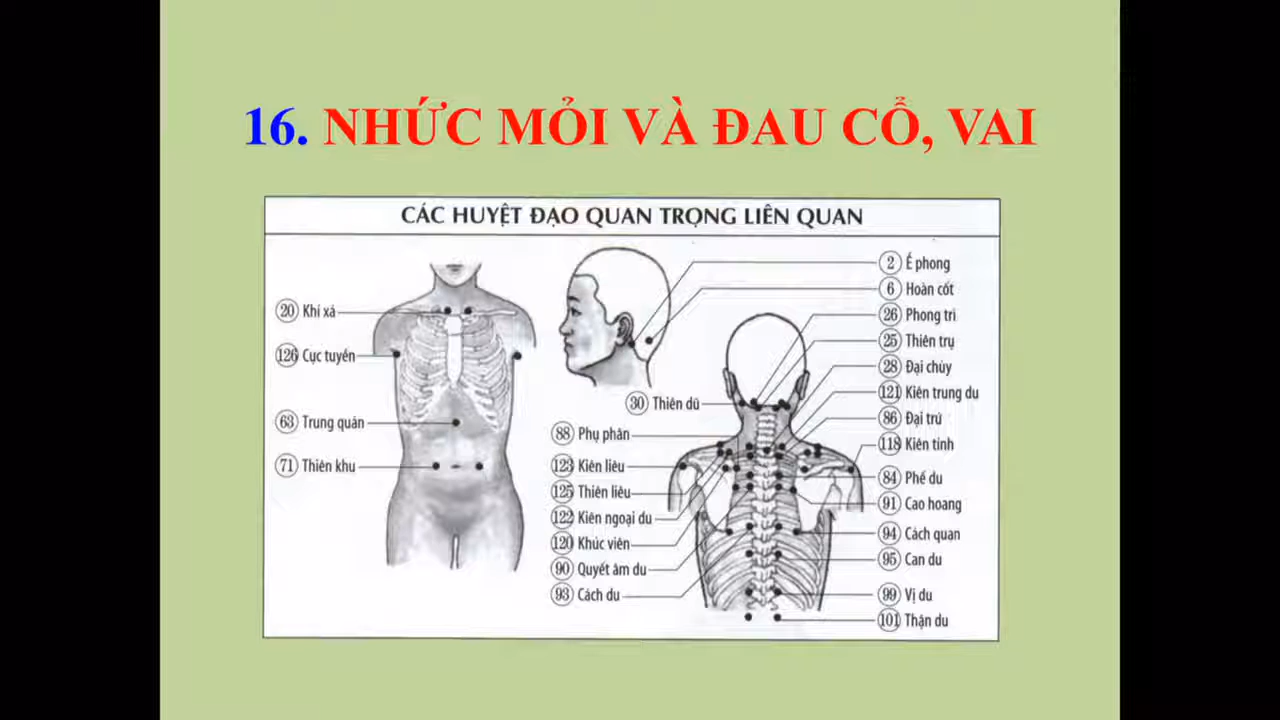 16. NHỨC MỎI VÀ ĐAU CỔ, VAI
CÁC HUYỆT ĐẠO QUAN TRỌNG LIÊN QUAN
20 Khí xá
126 Cực tuyền
63 Trung quản
71 Thiên khu
2 Ế phong
6 Hoàn cốt
26 Phong trì
25 Thiên trụ
28 Đại chùy
121 Kiên trung du
86 Đại trữ
118 Kiên tỉnh
84 Phế du
91 Cao hoang
94 Cách quan
95 Can du
99 Vị du
101 Thận du
30 Thiên dũ
88 Phụ phân
123 Kiên liêu
125 Thiên liêu
122 Kiên ngoại du
120 Khúc viên
90 Quyết âm du
93 Cách du